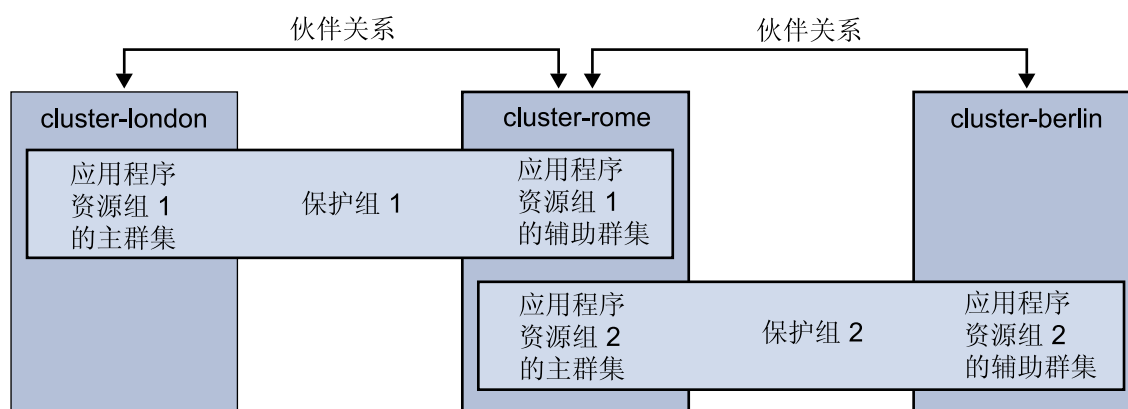 伙伴关系
伙伴关系
cluster-london
cluster-rome
cluster-berlin
应用程序
资源组 1
的主群集
保护组 1
应用程序
资源组 1
的辅助群集
应用程序
资源组 2
的主群集
保护组 2
应用程序
资源组 2
的辅助群集